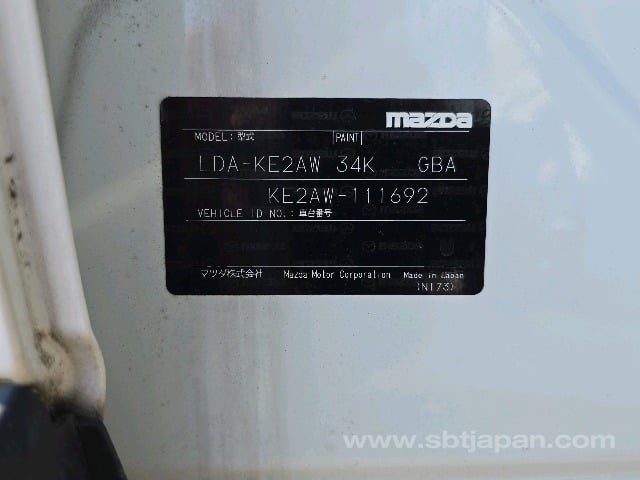 mazda
MODEL: 型式 PAINT
LDA-KE2AW 34K GBA
KE2AW-111692
VEHICLE ID NO.: 車台番号
マツダ株式会社 Mazda Motor Corporation Made in Japan
(N173)
www.sbtjapan.com